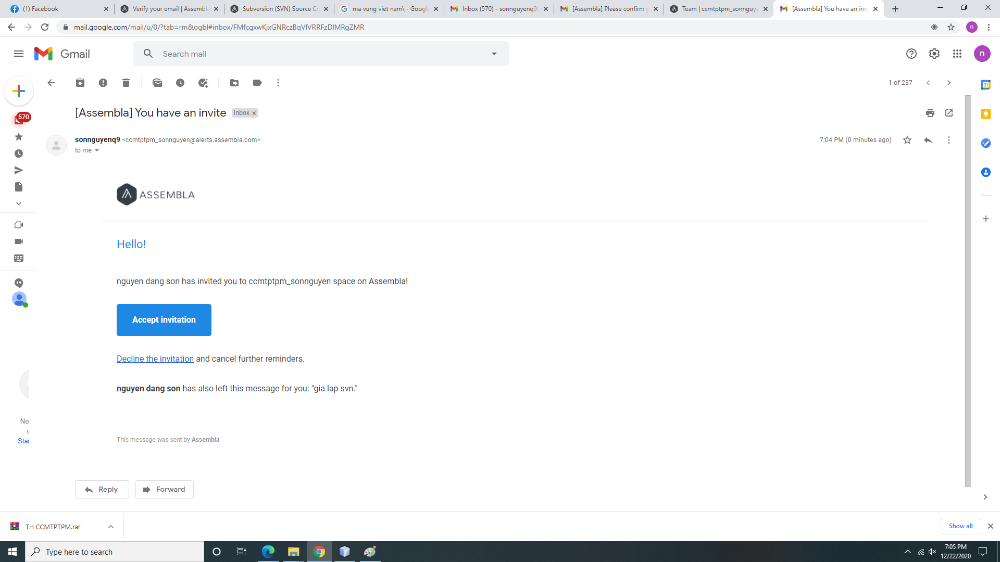 (1) Facebook
Verify your email | Assembla
Subversion (SVN) Source Co
ma vung viet nam\ - Google
Inbox (570) - sonnguyenq9
[Assembla] Please confirm y
Team | ccmtptpm_sonnguye
[Assembla] You have an inv
mail.google.com/mail/u/0/?tab=rm&ogbl#inbox/FMfcgxwKjxGNRczBqVlVRRFzDlMRgZMR
n
Gmail
Search mail
n
1 of 237
31
570
[Assembla] You have an invite
Inbox x
sonnguyenq9 <ccmtptpm_sonnguyen@alerts.assembla.com>
7:04 PM (0 minutes ago)
to me
ASSEMBLA
Hello!
nguyen dang son has invited you to ccmtptpm_sonnguyen space on Assembla!
Accept invitation
Decline the invitation and cancel further reminders.
nguyen dang son has also left this message for you: "gia lap svn."
No
c
Star
This message was sent by Assembla
Reply
Forward
TH CCMTPTPM.rar
Show all
Type here to search
7:05 PM
12/22/2020